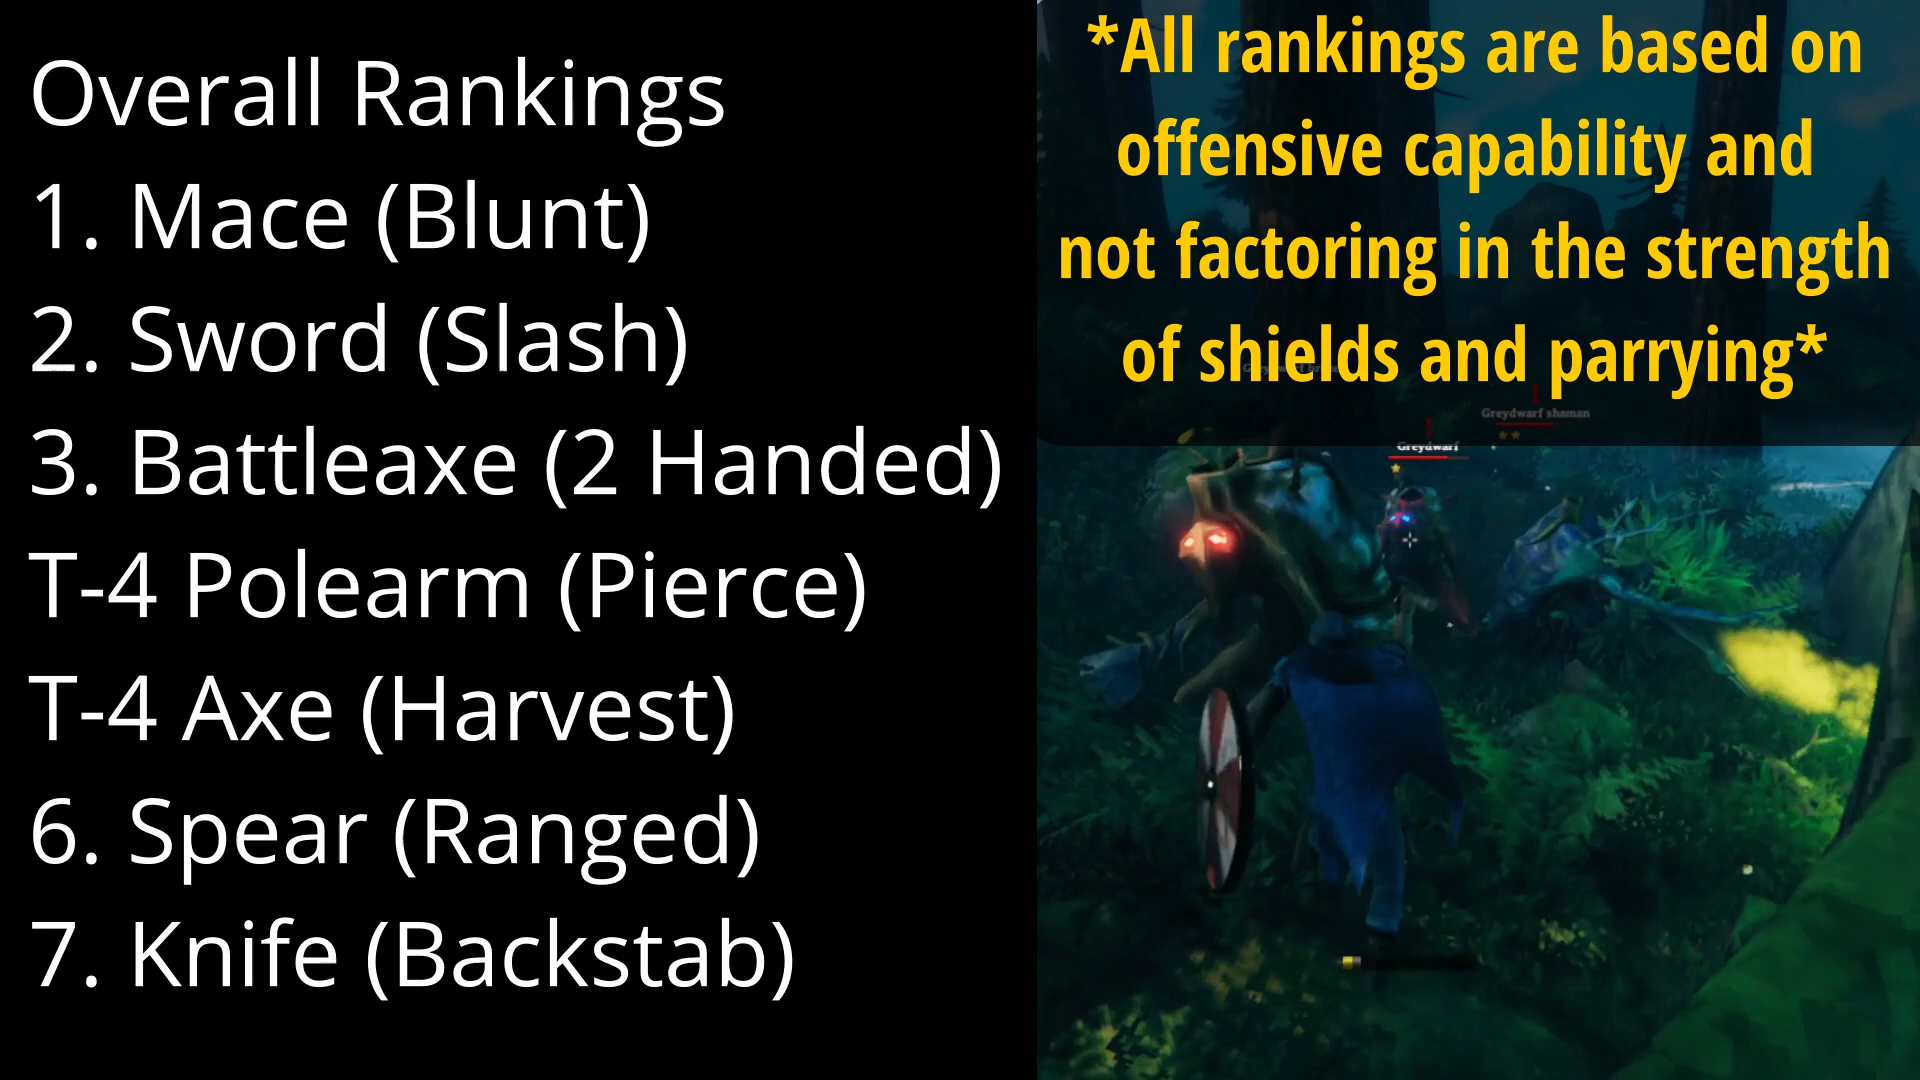 Overall Rankings
1. Mace (Blunt)
2. Sword (Slash)
3. Battleaxe (2 Handed)
T-4 Polearm (Pierce)
T-4 Axe (Harvest)
6. Spear (Ranged)
7. Knife (Backstab)
*All rankings are based on
offensive capability and
not factoring in the strength
of shields and parrying*
Greydwarf shaman
Greydwarf